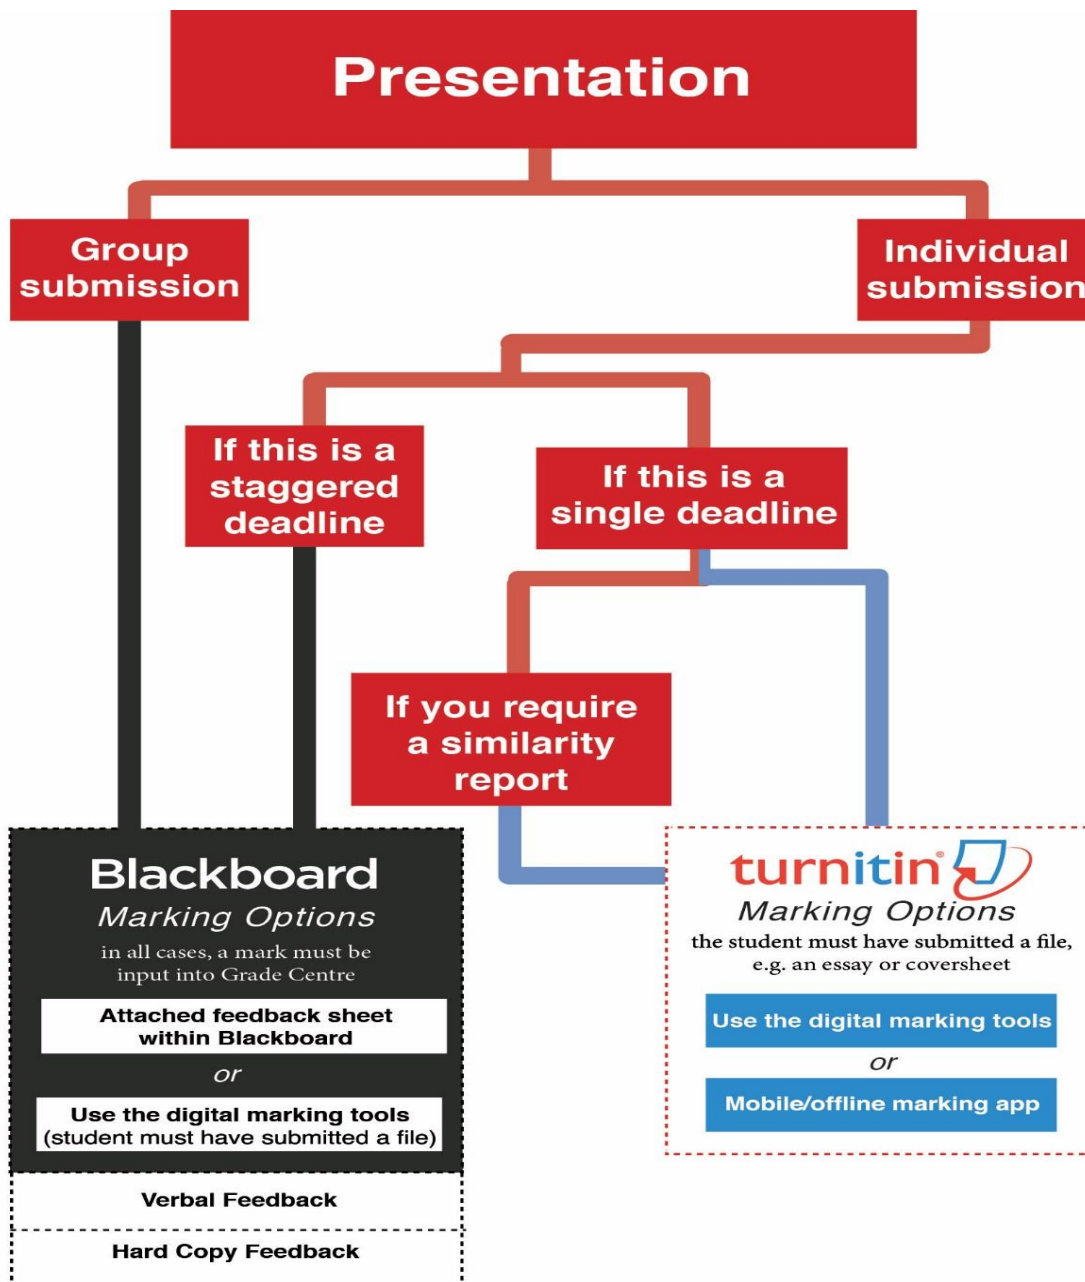 Presentation
Group
submission
Individual
submission
If this is a
staggered
deadline
If this is a
single deadline
If you require
a similarity
report
Blackboard
Marking Options
in all cases, a mark must be
input into Grade Centre
Attached feedback sheet
within Blackboard
or
Use the digital marking tools
(student must have submitted a file)
Verbal Feedback
Hard Copy Feedback
turnitin®
Marking Options
the student must have submitted a file,
e.g. an essay or coversheet
Use the digital marking tools
or
Mobile/offline marking app